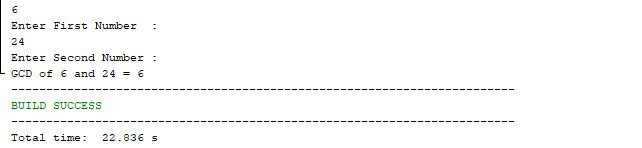 6
Enter First Number  :
24
Enter Second Number :
GCD of 6 and 24 = 6
------------------------------------------------------------------------
BUILD SUCCESS
------------------------------------------------------------------------
Total time:  22.836 s